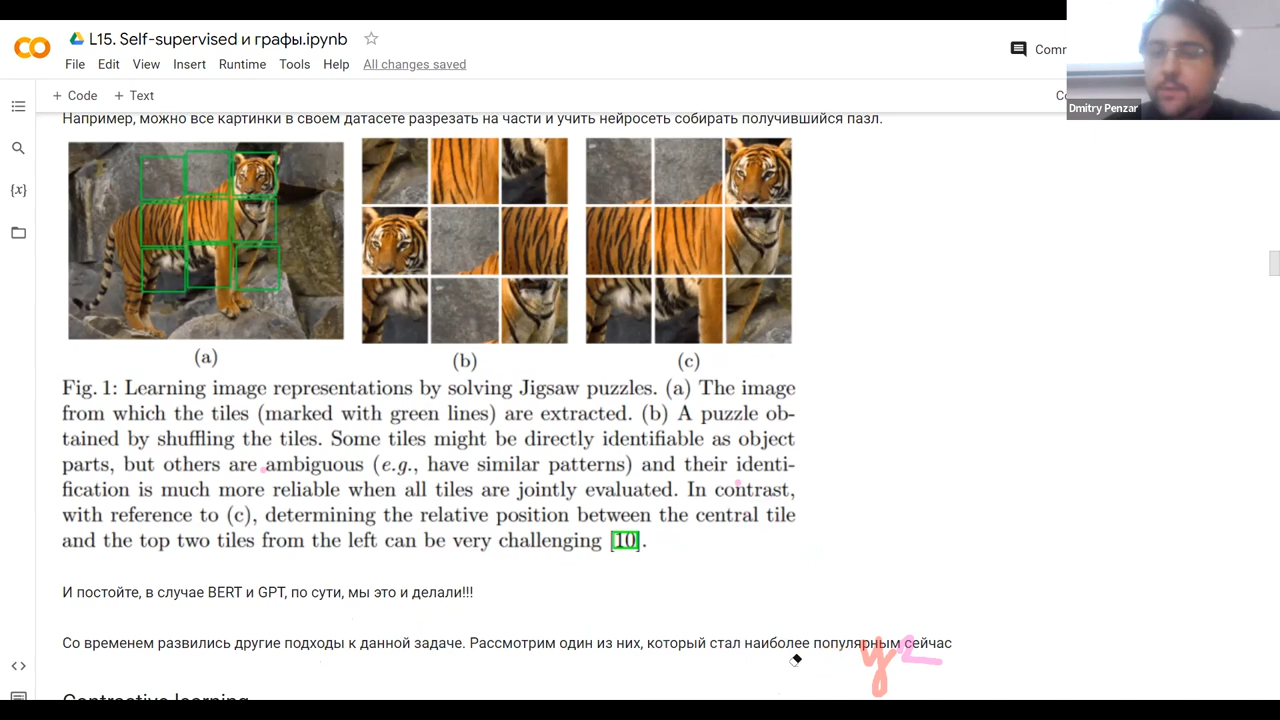 L15. Self-supervised и графы.ipynb
File Edit View Insert Runtime Tools Help All changes saved
Comm
+ Code + Text
Dmitry Penzar
Например, можно все картинки в своем датасете разрезать на части и учить нейросеть собирать получившийся пазл.
(a) (b) (c)
Fig. 1: Learning image representations by solving Jigsaw puzzles. (a) The image
from which the tiles (marked with green lines) are extracted. (b) A puzzle ob-
tained by shuffling the tiles. Some tiles might be directly identifiable as object
parts, but others are ambiguous (e.g., have similar patterns) and their identi-
fication is much more reliable when all tiles are jointly evaluated. In contrast,
with reference to (c), determining the relative position between the central tile
and the top two tiles from the left can be very challenging [10].
И постойте, в случае BERT и GPT, по сути, мы это и делали!!!
Со временем развились другие подходы к данной задаче. Рассмотрим один из них, который стал наиболее популярным сейчас